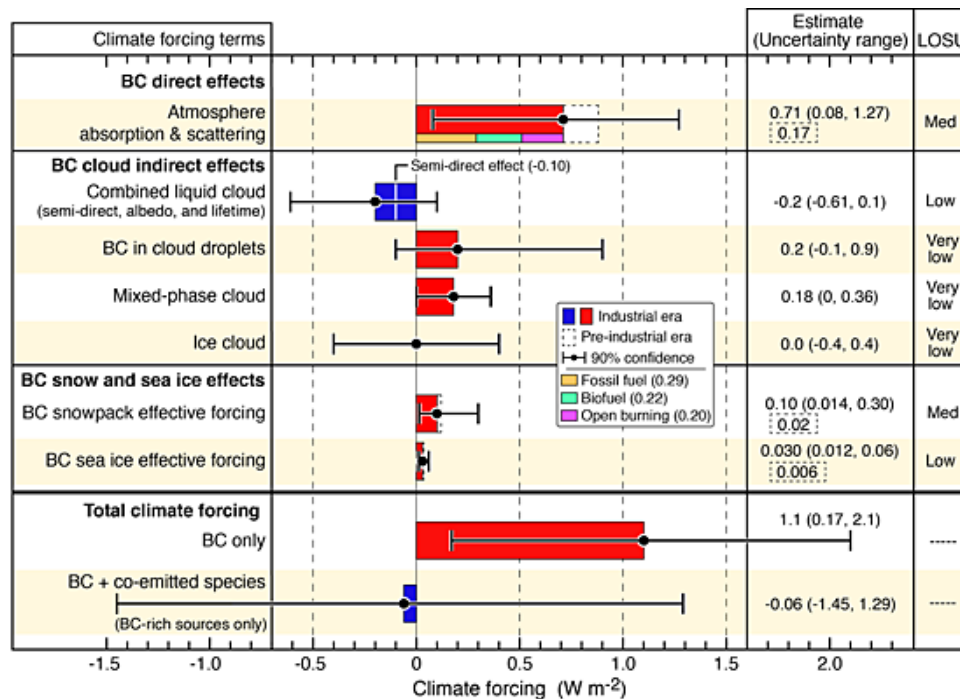 Climate forcing terms
Estimate
(Uncertainty range)
LOSU
BC direct effects
Atmosphere
absorption & scattering
0.71 (0.08, 1.27)
0.17
Med
BC cloud indirect effects
Semi-direct effect (-0.10)
Combined liquid cloud
(semi-direct, albedo, and lifetime)
-0.2 (-0.61, 0.1)
Low
BC in cloud droplets
0.2 (-0.1, 0.9)
Very
low
Mixed-phase cloud
0.18 (0, 0.36)
Very
low
Ice cloud
0.0 (-0.4, 0.4)
Very
low
Industrial era
Pre-industrial era
90% confidence
Fossil fuel (0.29)
Biofuel (0.22)
Open burning (0.20)
BC snow and sea ice effects
BC snowpack effective forcing
0.10 (0.014, 0.30)
0.02
Med
BC sea ice effective forcing
0.030 (0.012, 0.06)
0.006
Low
Total climate forcing
BC only
1.1 (0.17, 2.1)
-----
BC + co-emitted species
(BC-rich sources only)
-0.06 (-1.45, 1.29)
-----
-1.5 -1.0 -0.5 0 0.5 1.0 1.5 2.0
Climate forcing (W m-2)